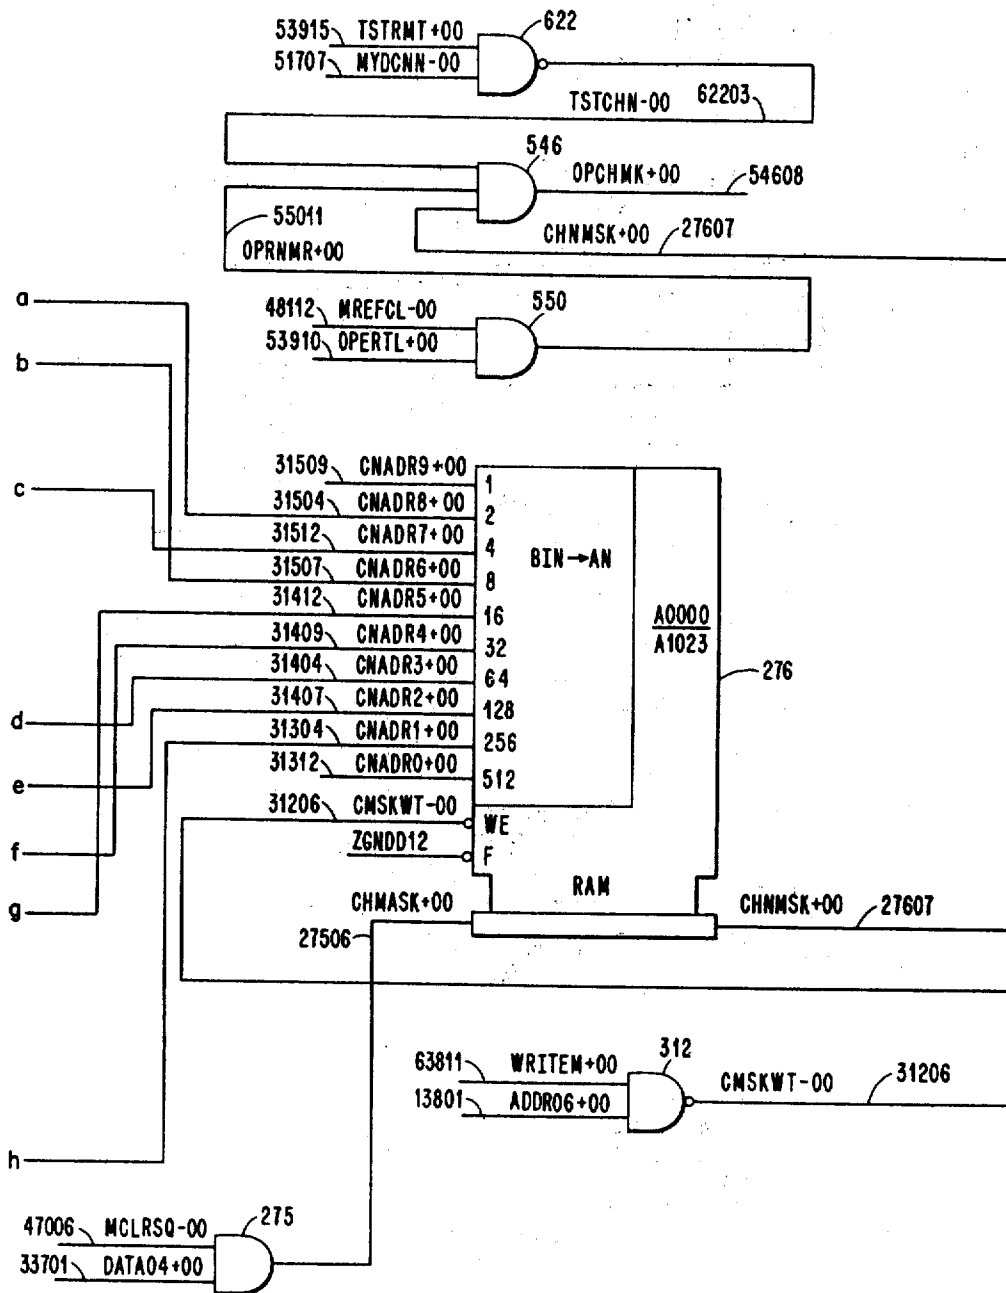 53915 TSTRMT+00 622
51707 MYDCNN-00
TSTCHN-00 62203
546
OPCHMK+00 54608
55011
CHNMSK+00 27607
OPRNMR+00
a
48112 MREFCL-00 550
53910 OPERTL+00
b
31509 CNADR9+00 1
c
31504 CNADR8+00 2
31512 CNADR7+00 4
BIN→AN
31507 CNADR6+00 8
31412 CNADR5+00 16
A0000
A1023
31409 CNADR4+00 32
276
31404 CNADR3+00 64
d
31407 CNADR2+00 128
31304 CNADR1+00 256
e
31312 CNADR0+00 512
31206 CMSKWT-00 WE
f
ZGNDD12 F
RAM
g
CHMASK+00 CHNMSK+00 27607
27506
63811 WRITEM+00 312
CMSKWT-00 31206
13801 ADDR06+00
h
275
47006 MCLRSQ-00
33701 DATA04+00